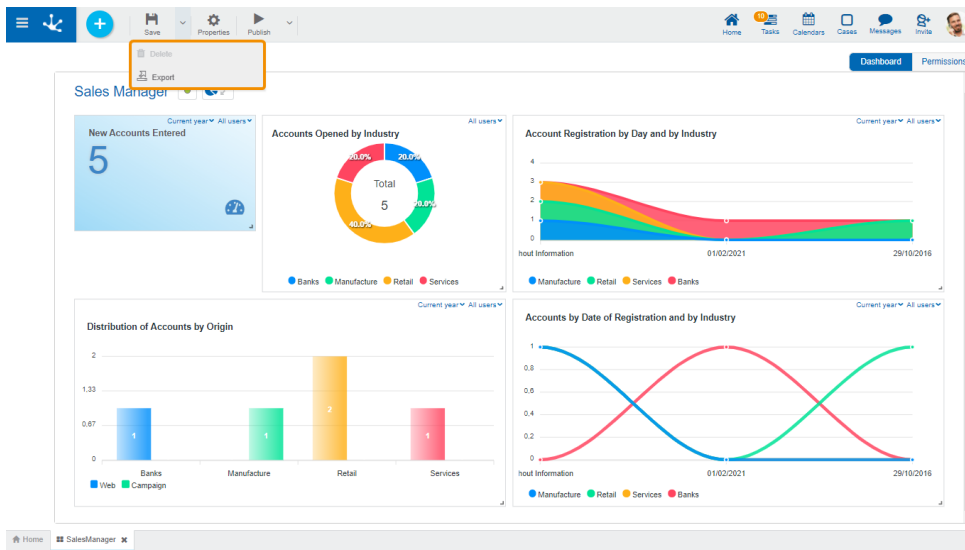 Save
Properties
Publish
Home
10
Tasks
Calendars
Cases
Messages
Invite
Delete
Export
Dashboard
Permissions
Sales Manager
Current year All users
New Accounts Entered
5
All users
Accounts Opened by Industry
20.0%
20.0%
20.0%
40.0%
Total
5
Banks Manufacture Retail Services
Current year All users
Account Registration by Day and by Industry
4
3
2
1
0
hout Information 01/02/2021 29/10/2016
Manufacture Retail Services Banks
Current year All users
Distribution of Accounts by Origin
2
1.33
0.67
0
1
1
2
1
Banks Manufacture Retail Services
Web Campaign
Current year All users
Accounts by Date of Registration and by Industry
1
0.8
0.6
0.4
0.2
0
hout Information 01/02/2021 29/10/2016
Manufacture Retail Services Banks
Home SalesManager